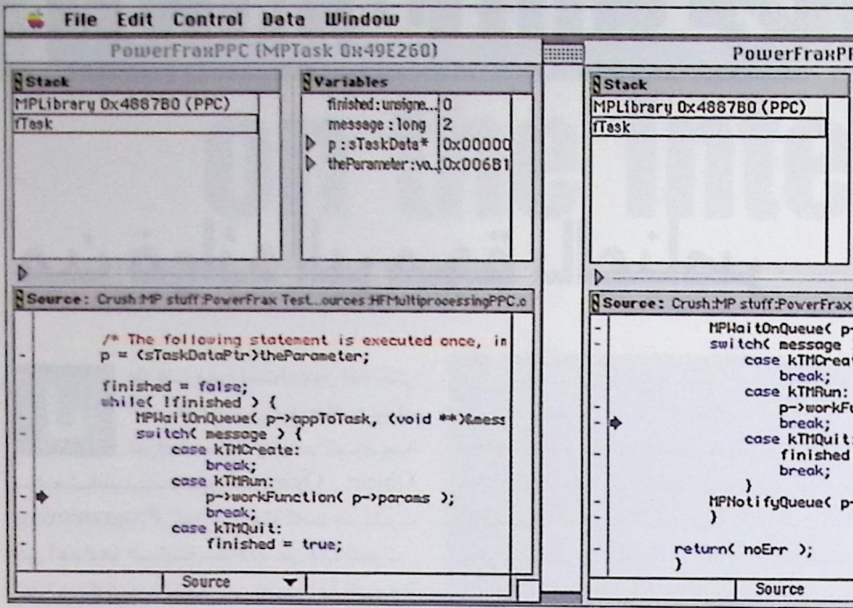 File Edit Control Data Window
PowerFraxPPC (MPTask 0x49E260)
Stack
MPLibrary 0x4887B0 (PPC)
fTask
Variables
finished: unsigne... 0
message: long 2
p: sTaskData* 0x00000
theParameter: vo... 0x006B1
Source: Crush:MP stuff:PowerFrax Test...ources:HFMultiprocessingPPC.c
/* The following statement is executed once, in
p = (sTaskDataPtr)theParameter;
finished = false;
while( !finished ) {
MPWaitOnQueue( p->appToTask, (void **)&mess
switch( message ) {
case kTMCreate:
break;
case kTMRun:
p->workFunction( p->params );
break;
case kTMQuit:
finished = true;
Source
PowerFraxPP
Stack
MPLibrary 0x4887B0 (PPC)
fTask
Source: Crush:MP stuff:PowerFrax
MPWaitOnQueue( p-
switch( message
case kTMCreat
break;
case kTMRun:
p->workFu
break;
case kTMQuit:
finished
break;
}
MPNotifyQueue( p-
}
return( noErr );
}
Source